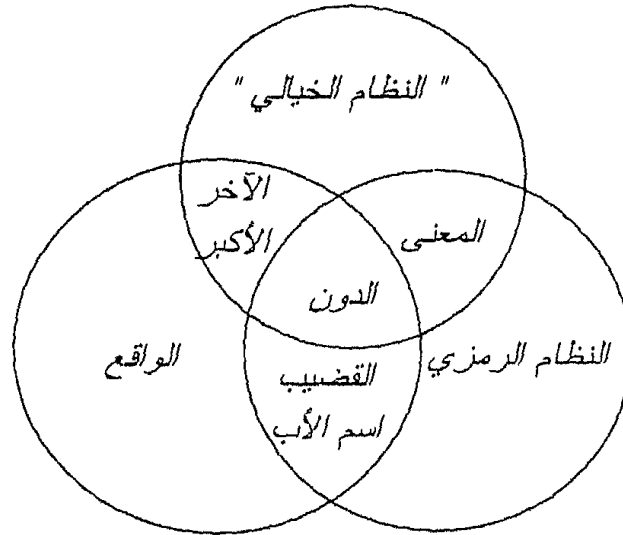 " النظام الخيالي "
الآخر
الأكبر
المعنى
الدون
الواقع
النظام الرمزي
القضيب
اسم الأب